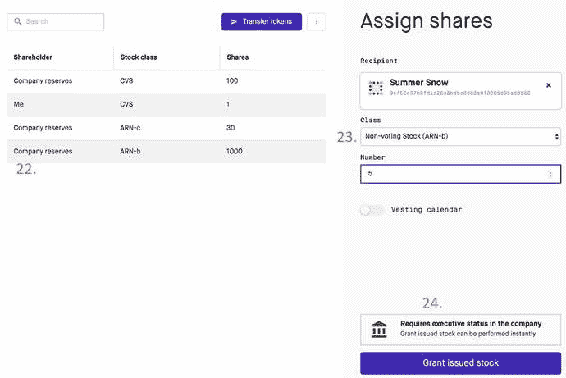 Search
Transfer tokens
Shareholder Stock class Shares
Company reserves CVS 100
Me CVS 1
Company reserves ARN-c 30
Company reserves ARN-b 1000
22.
Assign shares
Recipient
Summer Snow
Class
23.
Non-voting Stock (ARN-b)
Number
5
Vesting calendar
24.
Requires executive status in the company
Grant issued stock can be performed instantly
Grant issued stock